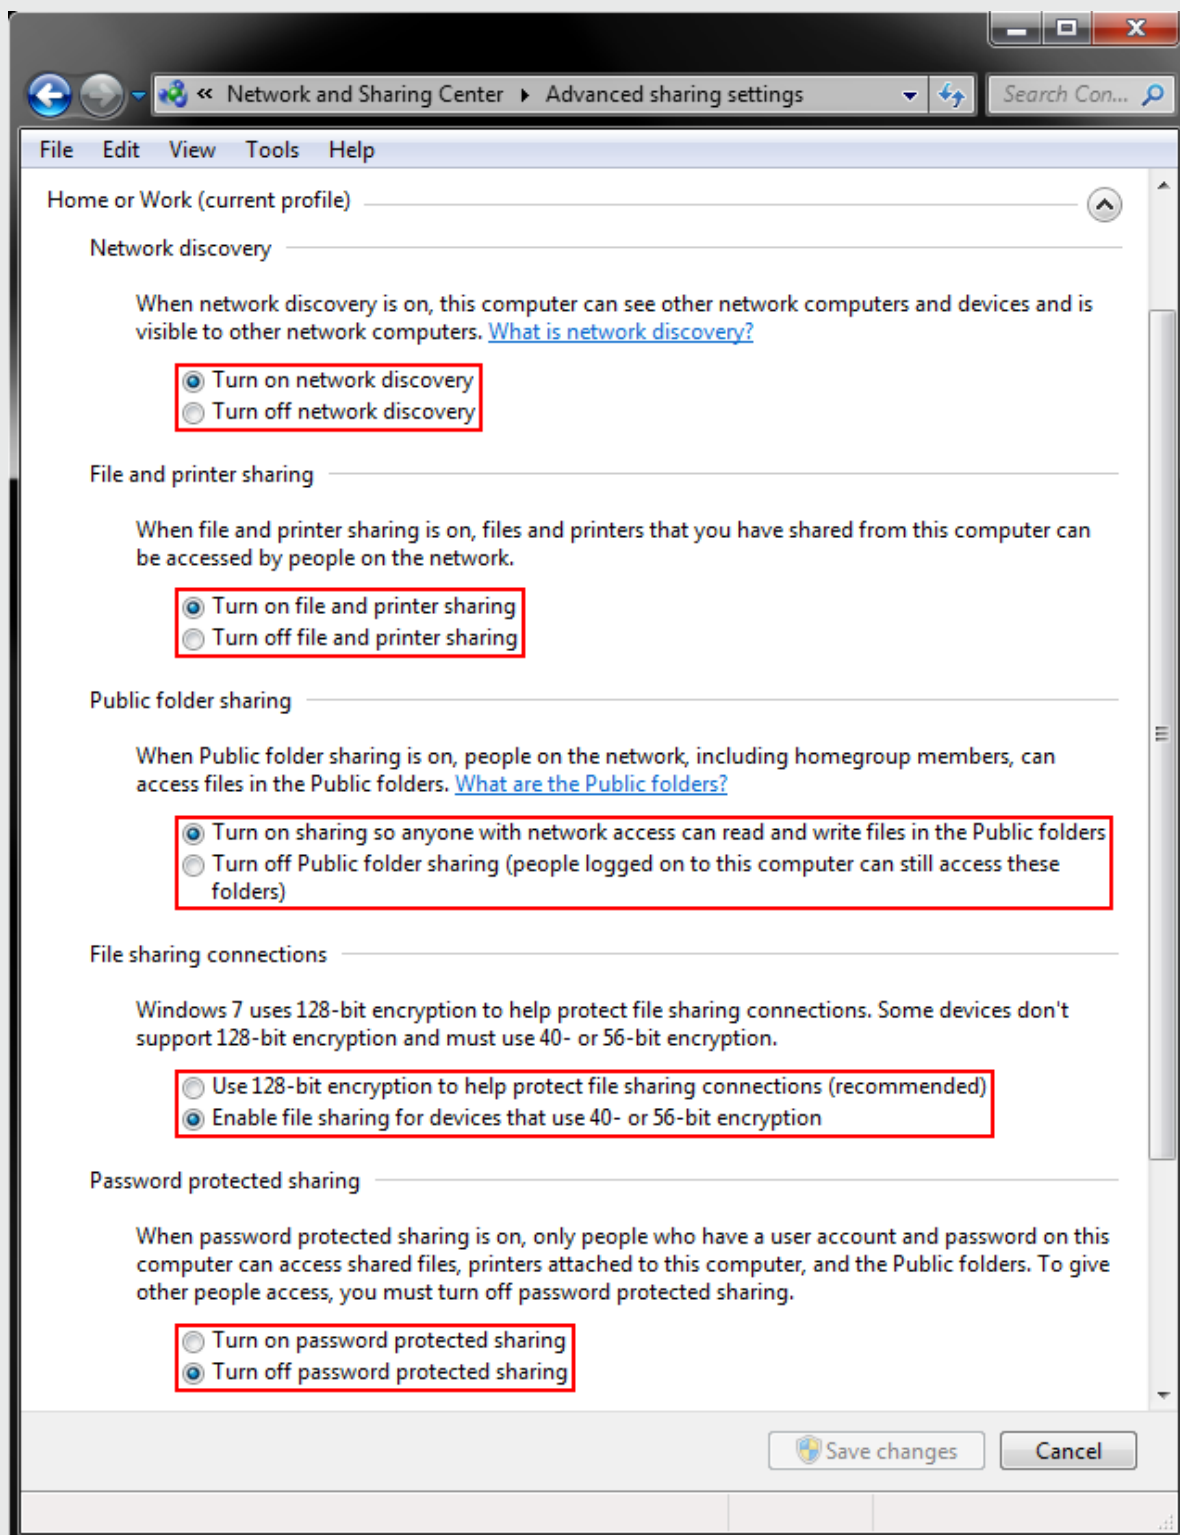 « Network and Sharing Center ▸ Advanced sharing settings
Search Con...
File Edit View Tools Help
Home or Work (current profile)
Network discovery
When network discovery is on, this computer can see other network computers and devices and is
visible to other network computers. What is network discovery?
Turn on network discovery
Turn off network discovery
File and printer sharing
When file and printer sharing is on, files and printers that you have shared from this computer can
be accessed by people on the network.
Turn on file and printer sharing
Turn off file and printer sharing
Public folder sharing
When Public folder sharing is on, people on the network, including homegroup members, can
access files in the Public folders. What are the Public folders?
Turn on sharing so anyone with network access can read and write files in the Public folders
Turn off Public folder sharing (people logged on to this computer can still access these
folders)
File sharing connections
Windows 7 uses 128-bit encryption to help protect file sharing connections. Some devices don't
support 128-bit encryption and must use 40- or 56-bit encryption.
Use 128-bit encryption to help protect file sharing connections (recommended)
Enable file sharing for devices that use 40- or 56-bit encryption
Password protected sharing
When password protected sharing is on, only people who have a user account and password on this
computer can access shared files, printers attached to this computer, and the Public folders. To give
other people access, you must turn off password protected sharing.
Turn on password protected sharing
Turn off password protected sharing
Save changes
Cancel